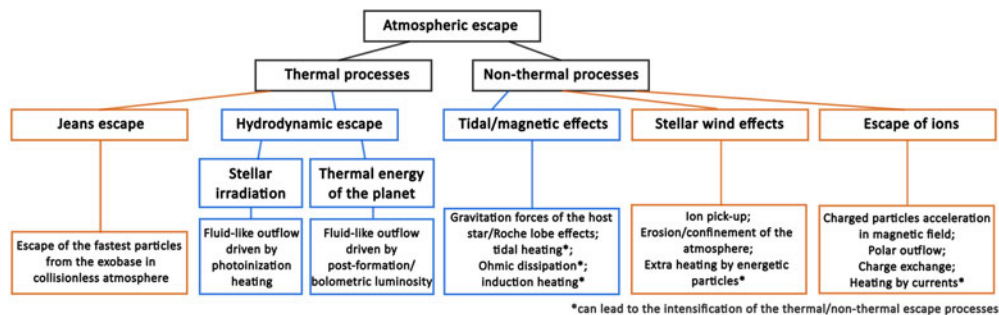 Atmospheric escape
Thermal processes
Non-thermal processes
Jeans escape
Hydrodynamic escape
Tidal/magnetic effects
Stellar wind effects
Escape of ions
Stellar
irradiation
Thermal energy
of the planet
Escape of the fastest particles
from the exobase in
collisionless atmosphere
Fluid-like outflow
driven by
photoinization
heating
Fluid-like outflow
driven by
post-formation/
bolometric luminosity
Gravitation forces of the host
star/Roche lobe effects;
tidal heating*;
Ohmic dissipation*;
induction heating*
Ion pick-up;
Erosion/confinement of the
atmosphere;
Extra heating by energetic
particles*
Charged particles acceleration
in magnetic field;
Polar outflow;
Charge exchange;
Heating by currents*
*can lead to the intensification of the thermal/non-thermal escape processes